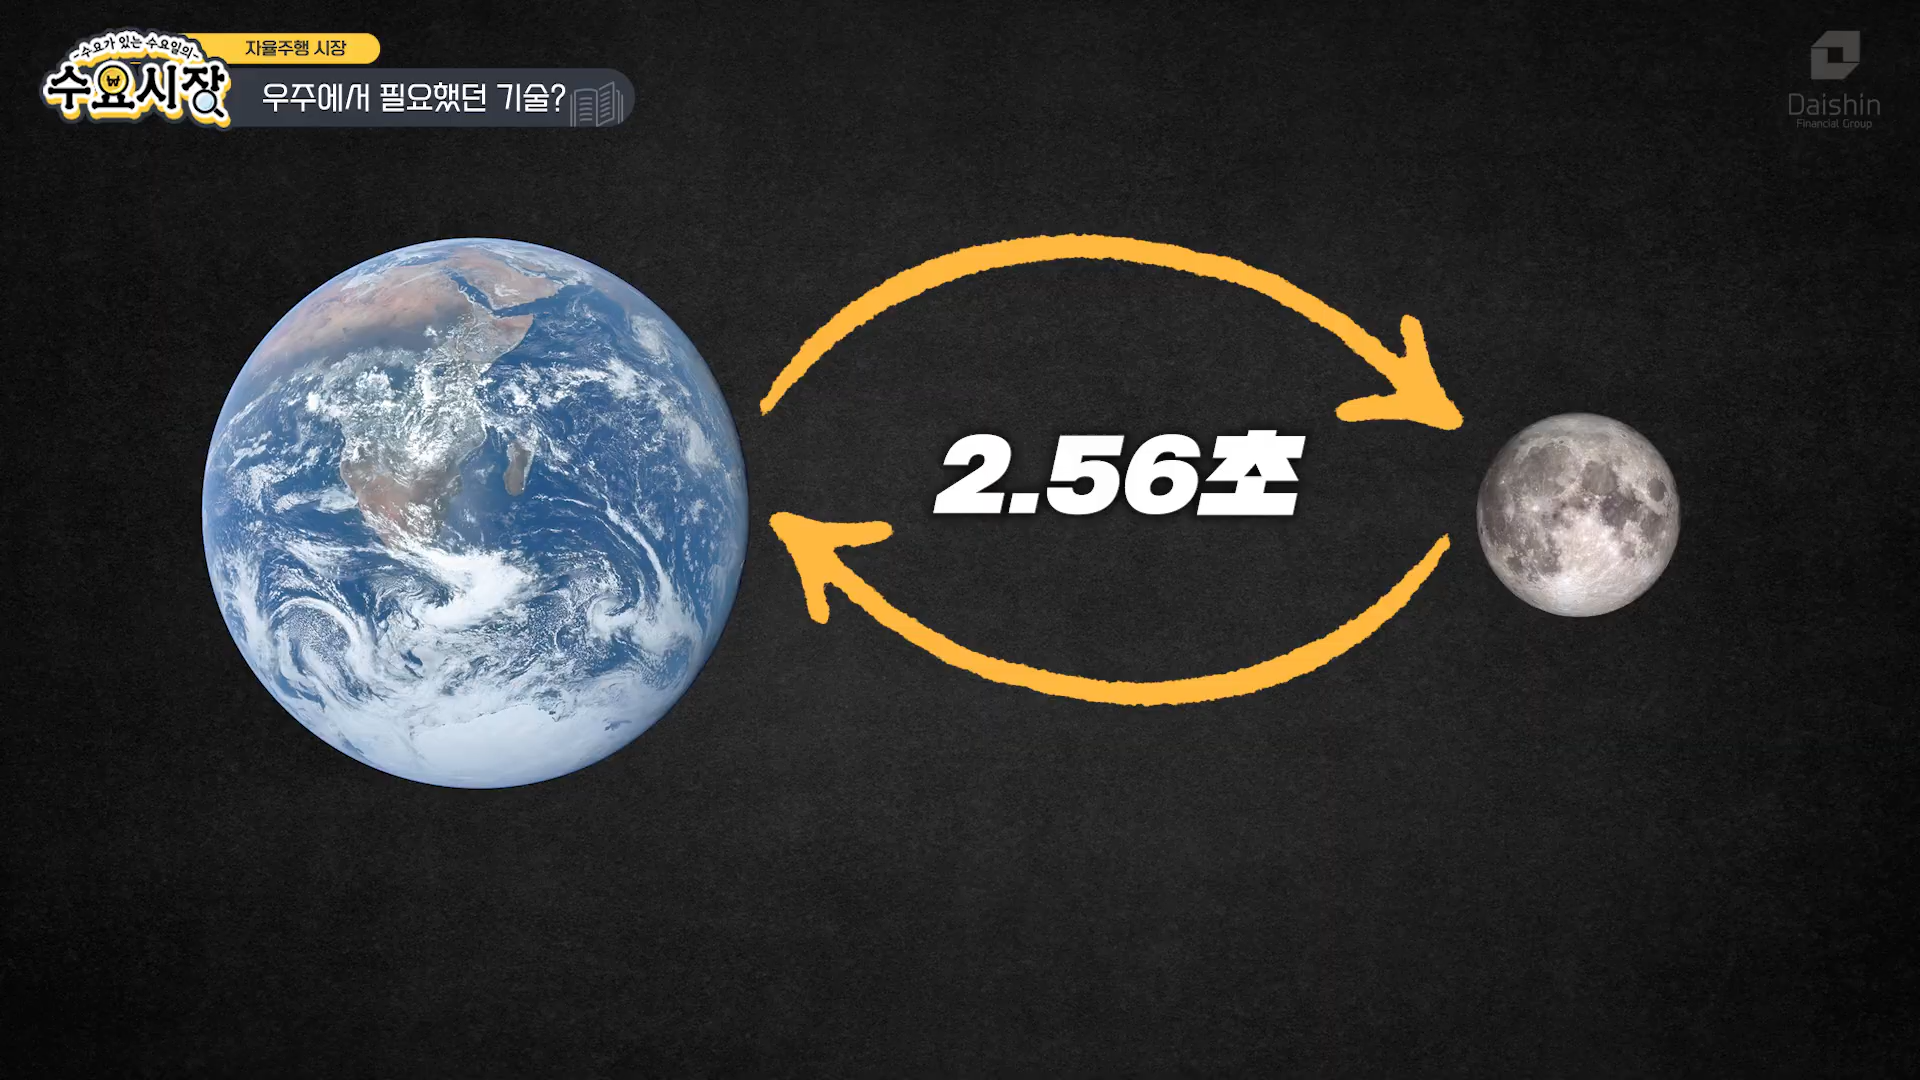 -수요가 있는 수요일의-
수요시장
자율주행 시장
우주에서 필요했던 기술?
Daishin
Financial Group
2.56초